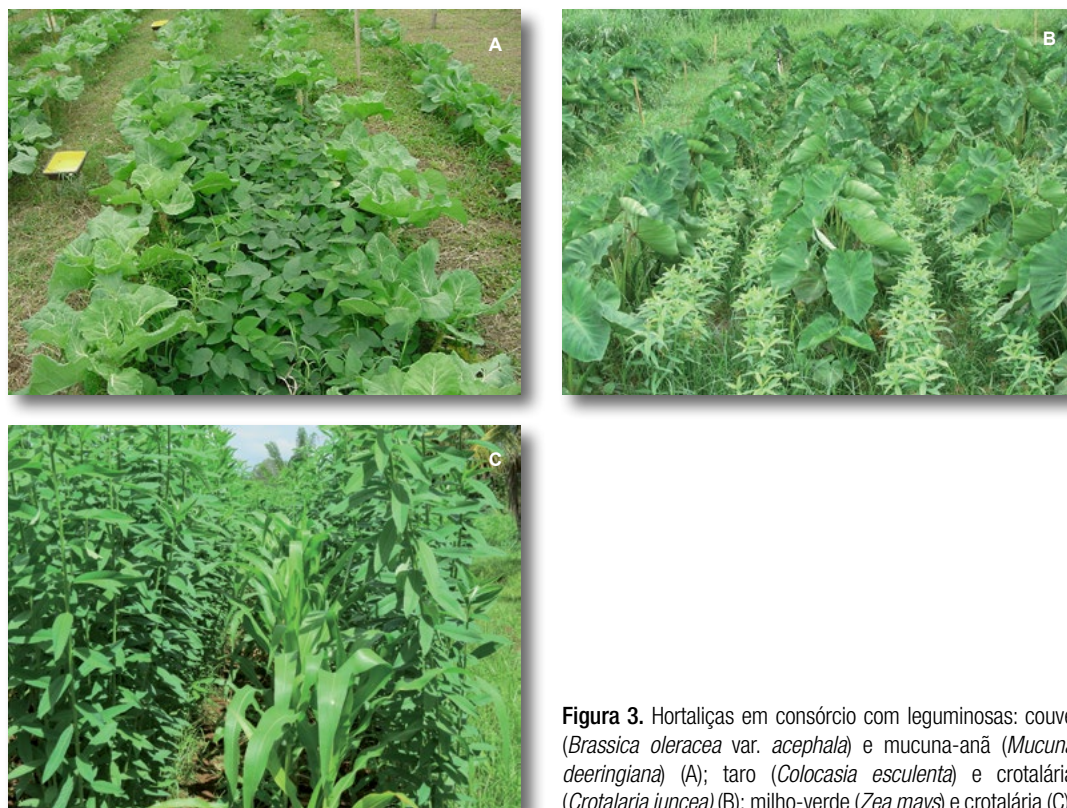 A
B
C
Figura 3. Hortaliças em consórcio com leguminosas: couve
(Brassica oleracea var. acephala) e mucuna-anã (Mucuna
deeringiana) (A); taro (Colocasia esculenta) e crotalária
(Crotalaria juncea) (B); milho-verde (Zea mays) e crotalária (C)